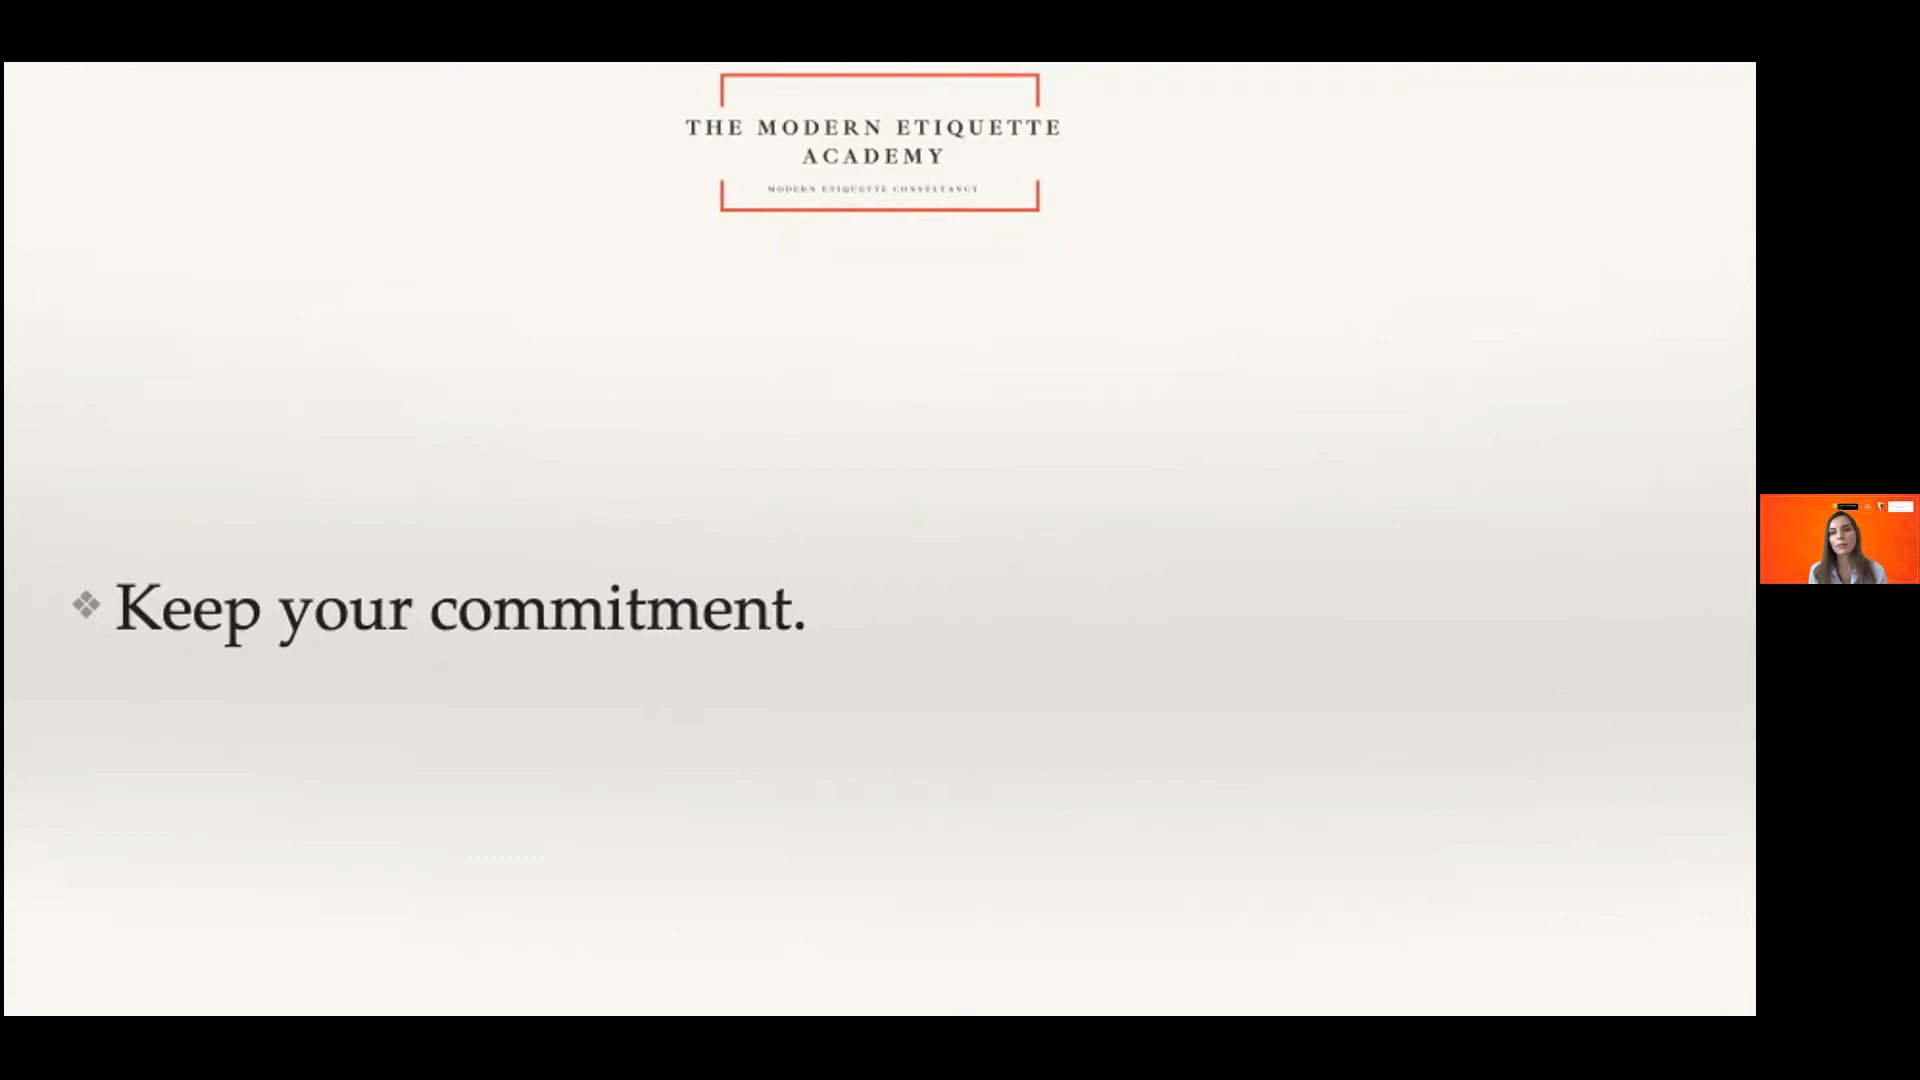 THE MODERN ETIQUETTE
ACADEMY
MODERN ETIQUETTE CONSULTANCY
Keep your commitment.